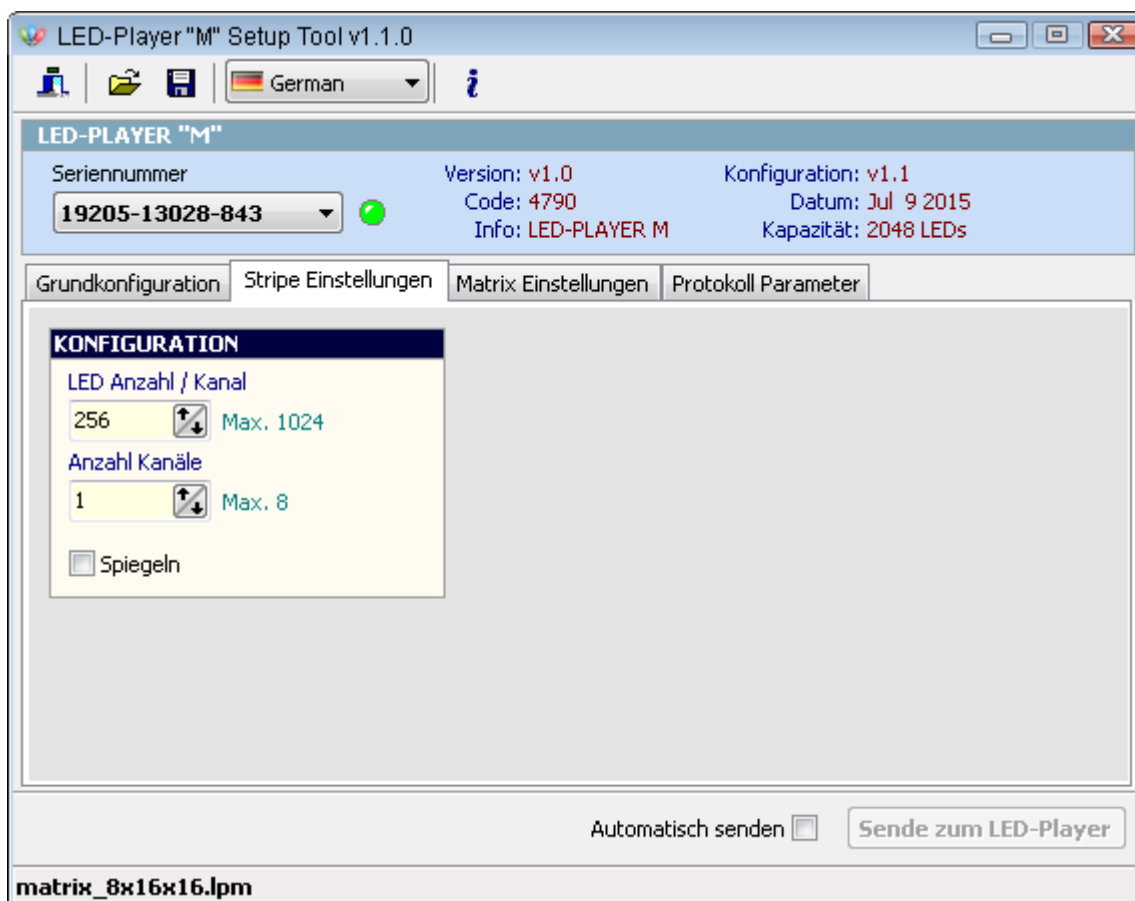 LED-Player "M" Setup Tool v1.1.0
German
LED-PLAYER "M"
Seriennummer
19205-13028-843
Version: v1.0
Code: 4790
Info: LED-PLAYER M
Konfiguration: v1.1
Datum: Jul 9 2015
Kapazität: 2048 LEDs
Grundkonfiguration
Stripe Einstellungen
Matrix Einstellungen
Protokoll Parameter
KONFIGURATION
LED Anzahl / Kanal
256 Max. 1024
Anzahl Kanäle
1 Max. 8
Spiegeln
Automatisch senden
Sende zum LED-Player
matrix_8x16x16.lpm